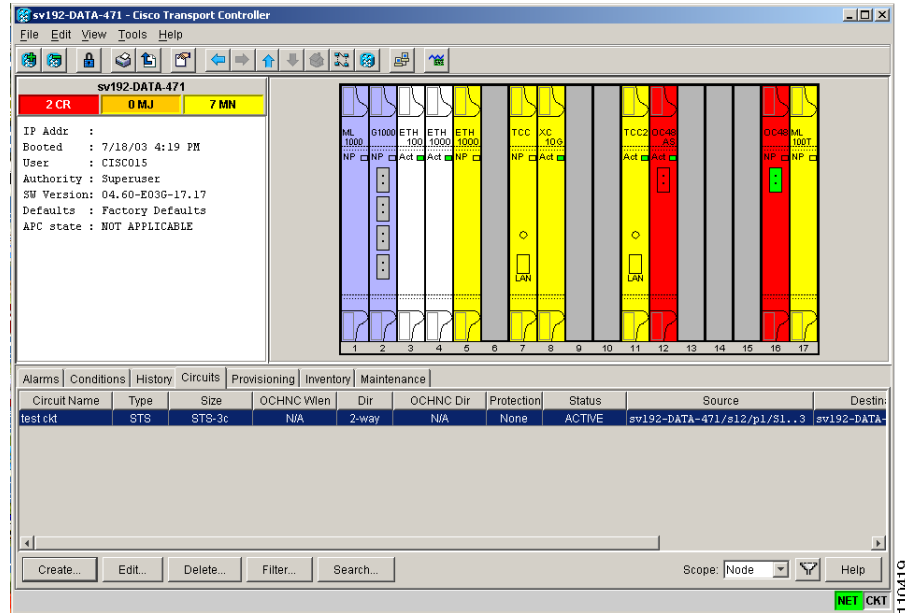 sv192-DATA-471 - Cisco Transport Controller
File Edit View Tools Help
sv192-DATA-471
2 CR 0 MJ 7 MN
IP Addr :
Booted : 7/18/03 4:19 PM
User : CISCO15
Authority : Superuser
SW Version: 04.60-E03G-17.17
Defaults : Factory Defaults
APC state : NOT APPLICABLE
ML G1000 ETH ETH ETH TCC XC TCC2 OC48 OC48 ML
1000 100 1000 1000 10G AS 100T
NP NP Act Act NP NP Act Act Act NP NP
LAN LAN
1 2 3 4 5 6 7 8 9 10 11 12 13 14 15 16 17
Alarms Conditions History Circuits Provisioning Inventory Maintenance
Circuit Name Type Size OCHNC Wlen Dir OCHNC Dir Protection Status Source Destin
test ckt STS STS-3c N/A 2-way N/A None ACTIVE sv192-DATA-471/s12/p1/S1..3 sv192-DATA-
Create... Edit... Delete... Filter... Search... Scope: Node Help
NET CKT
110419